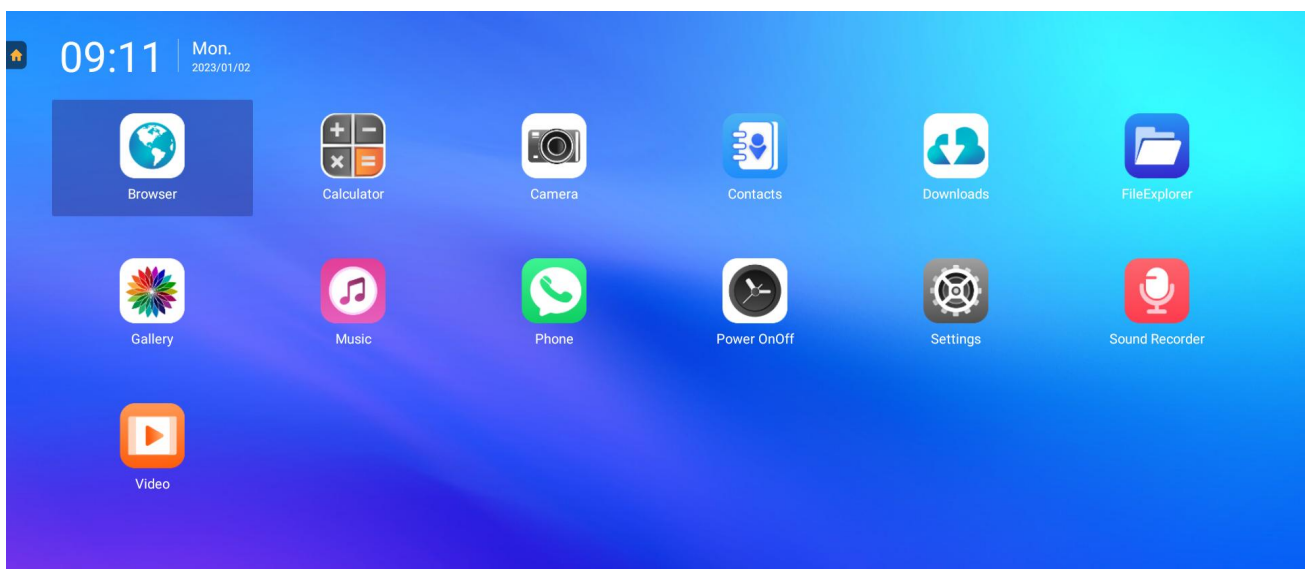 09:11
Mon.
2023/01/02
Browser
Calculator
Camera
Contacts
Downloads
FileExplorer
Gallery
Music
Phone
Power OnOff
Settings
Sound Recorder
Video